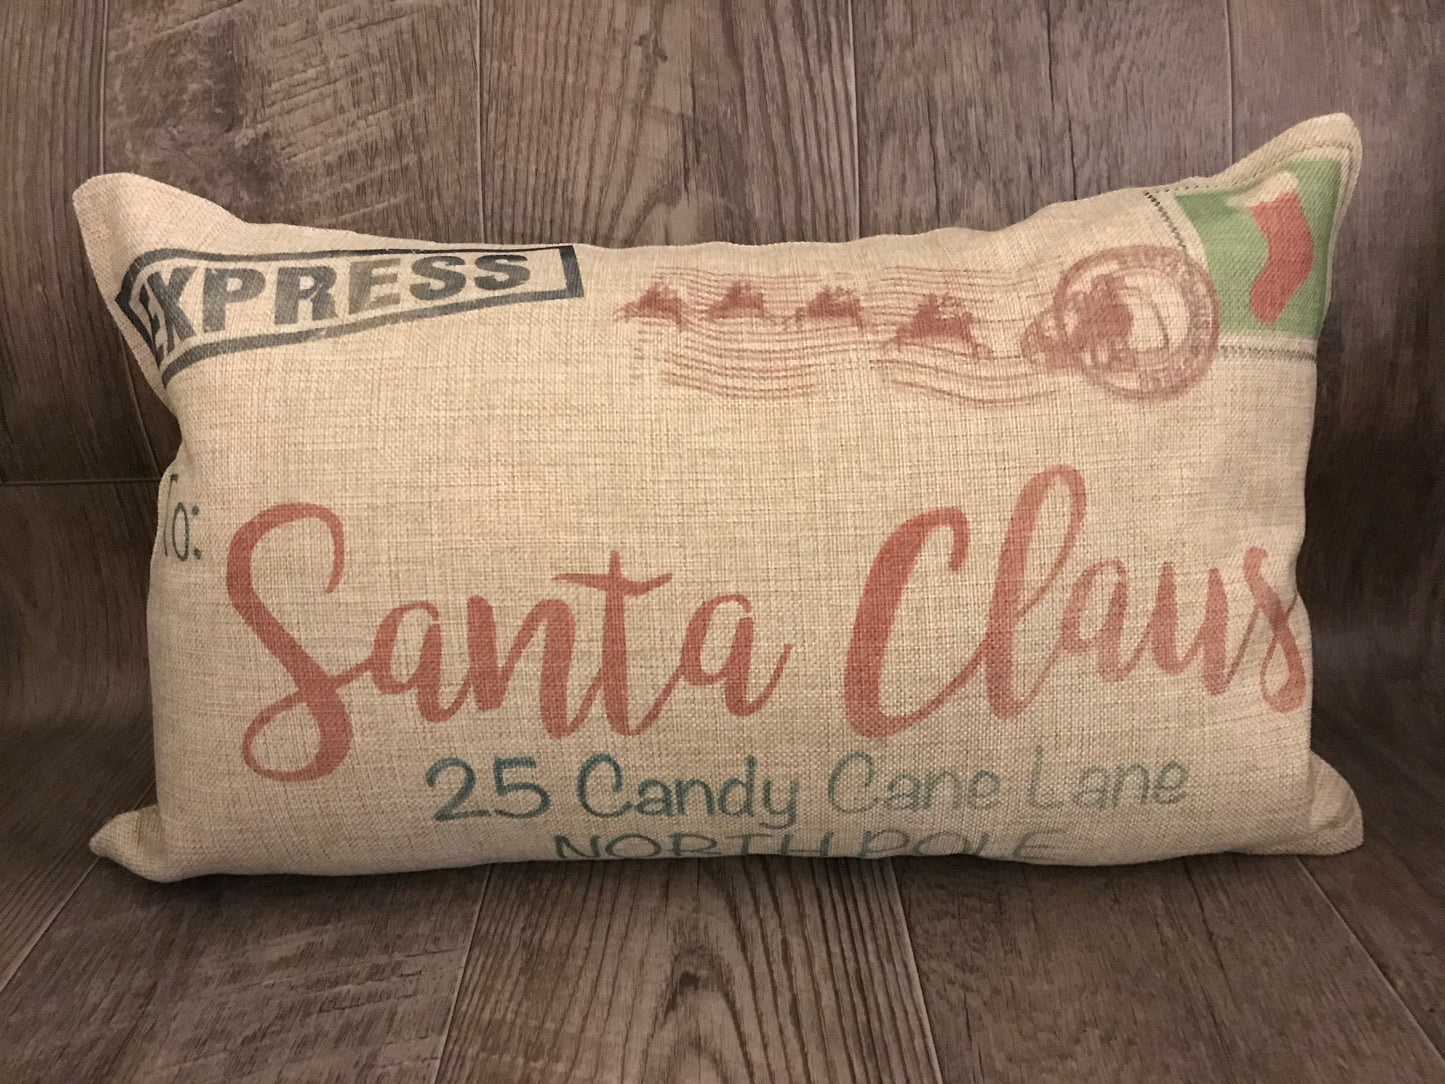 EXPRESS
To:
Santa Claus
25 Candy Cane Lane
NORTH POLE